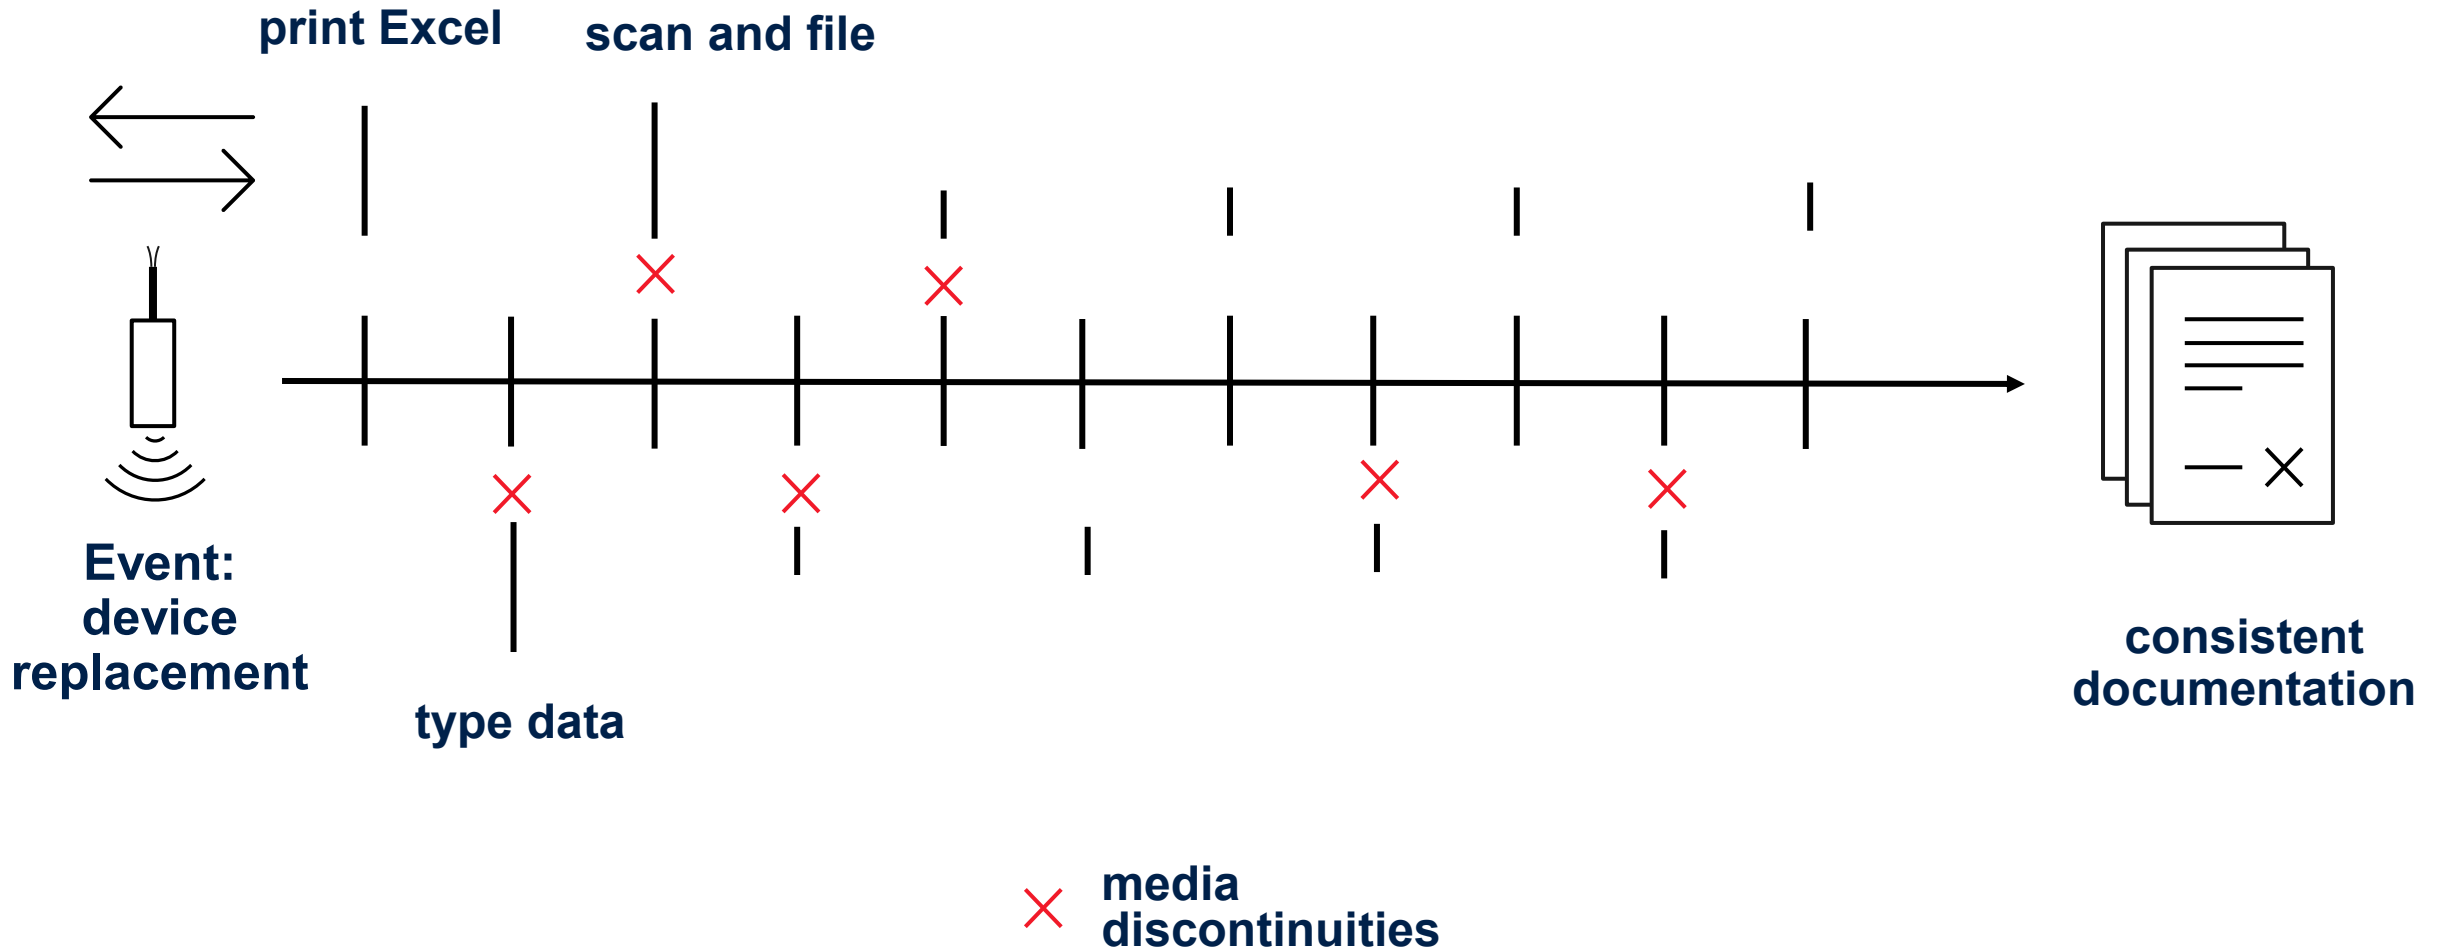 print Excel
scan and file
Event:
device
replacement
type data
consistent
documentation
media
discontinuities